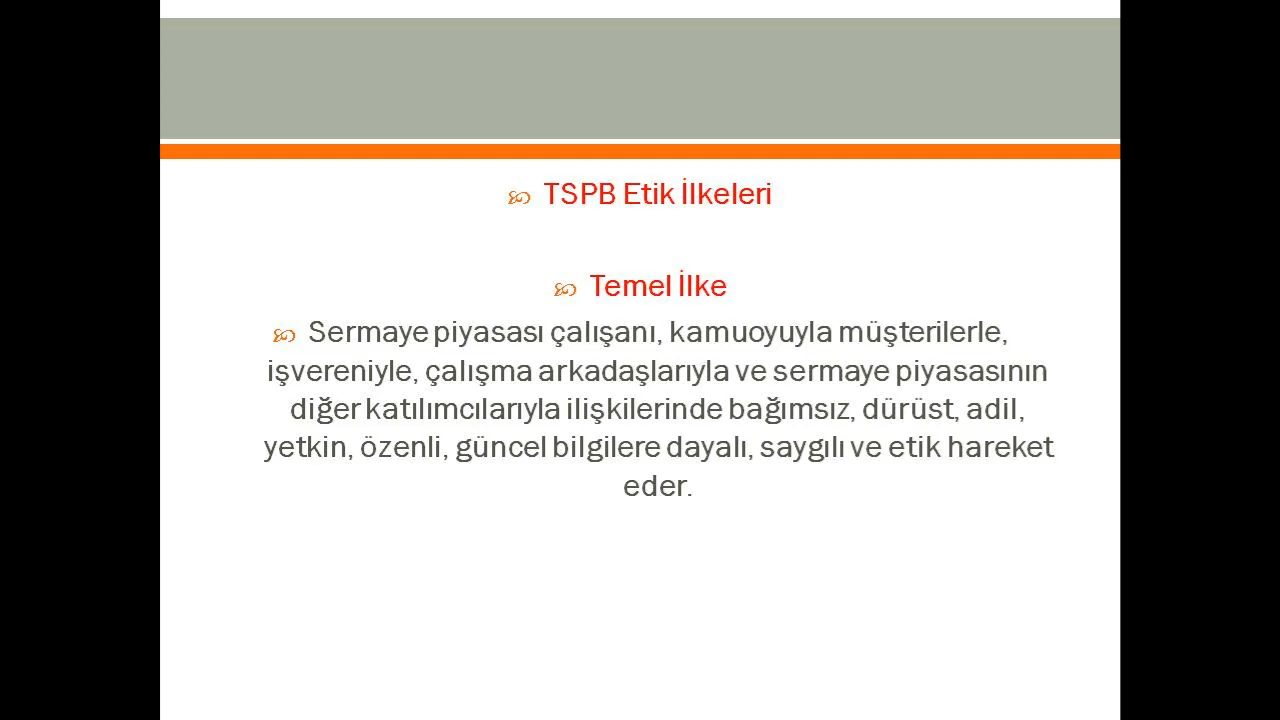 TSPB Etik İlkeleri
Temel İlke
Sermaye piyasası çalışanı, kamuoyuyla müşterilerle,
işvereniyle, çalışma arkadaşlarıyla ve sermaye piyasasının
diğer katılımcılarıyla ilişkilerinde bağımsız, dürüst, adil,
yetkin, özenli, güncel bilgilere dayalı, saygılı ve etik hareket
eder.